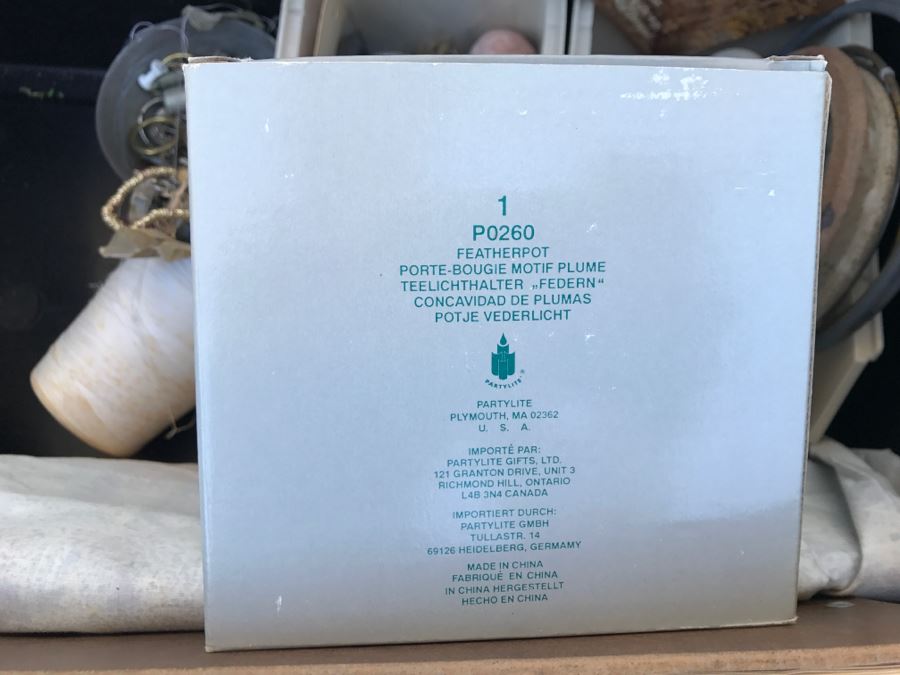 1
P0260
FEATHERPOT
PORTE-BOUGIE MOTIF PLUME
TEELICHTHALTER „FEDERN“
CONCAVIDAD DE PLUMAS
POTJE VEDERLICHT
PARTYLITE®
PARTYLITE
PLYMOUTH, MA 02362
U. S. A.
IMPORTÉ PAR:
PARTYLITE GIFTS, LTD.
121 GRANTON DRIVE, UNIT 3
RICHMOND HILL, ONTARIO
L4B 3N4 CANADA
IMPORTIERT DURCH:
PARTYLITE GMBH
TULLASTR. 14
69126 HEIDELBERG, GERMAMY
MADE IN CHINA
FABRIQUÉ EN CHINA
IN CHINA HERGESTELLT
HECHO EN CHINA